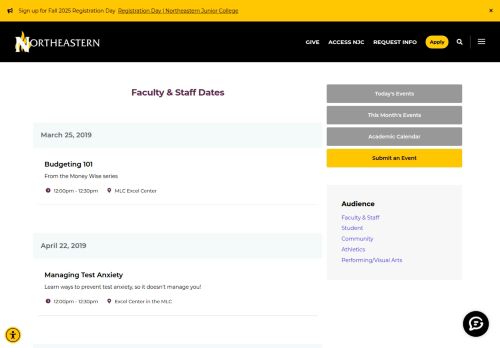 Sign up for Fall 2025 Registration Day Registration Day | Northeastern Junior College ×
NORTHEASTERN GIVE ACCESS NJC REQUEST INFO Apply
Faculty & Staff Dates
March 25, 2019
Budgeting 101
From the Money Wise series
12:00pm - 12:30pm MLC Excel Center
April 22, 2019
Managing Test Anxiety
Learn ways to prevent test anxiety, so it doesn't manage you!
12:00pm - 12:30pm Excel Center in the MLC
Today's Events
This Month's Events
Academic Calendar
Submit an Event
Audience
Faculty & Staff
Student
Community
Athletics
Performing/Visual Arts